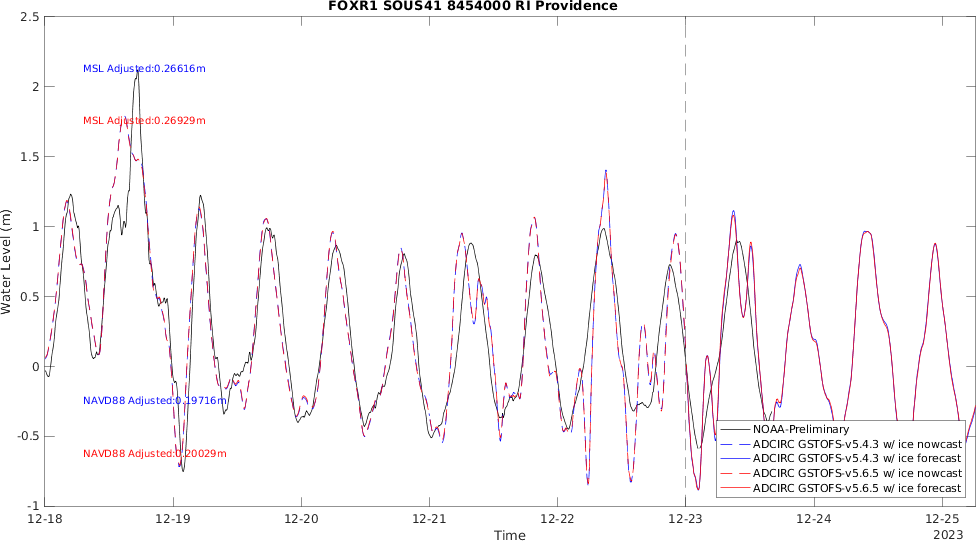 FOXR1 SOUS41 8454000 RI Providence
2.5
2
1.5
1
0.5
0
-0.5
-1
Water Level (m)
MSL Adjusted:0.26616m
MSL Adjusted:0.26929m
NAVD88 Adjusted:0.19716m
NAVD88 Adjusted:0.20029m
NOAA-Preliminary
ADCIRC GSTOFS-v5.4.3 w/ ice nowcast
ADCIRC GSTOFS-v5.4.3 w/ ice forecast
ADCIRC GSTOFS-v5.6.5 w/ ice nowcast
ADCIRC GSTOFS-v5.6.5 w/ ice forecast
12-18 12-19 12-20 12-21 12-22 12-23 12-24 12-25
Time
2023